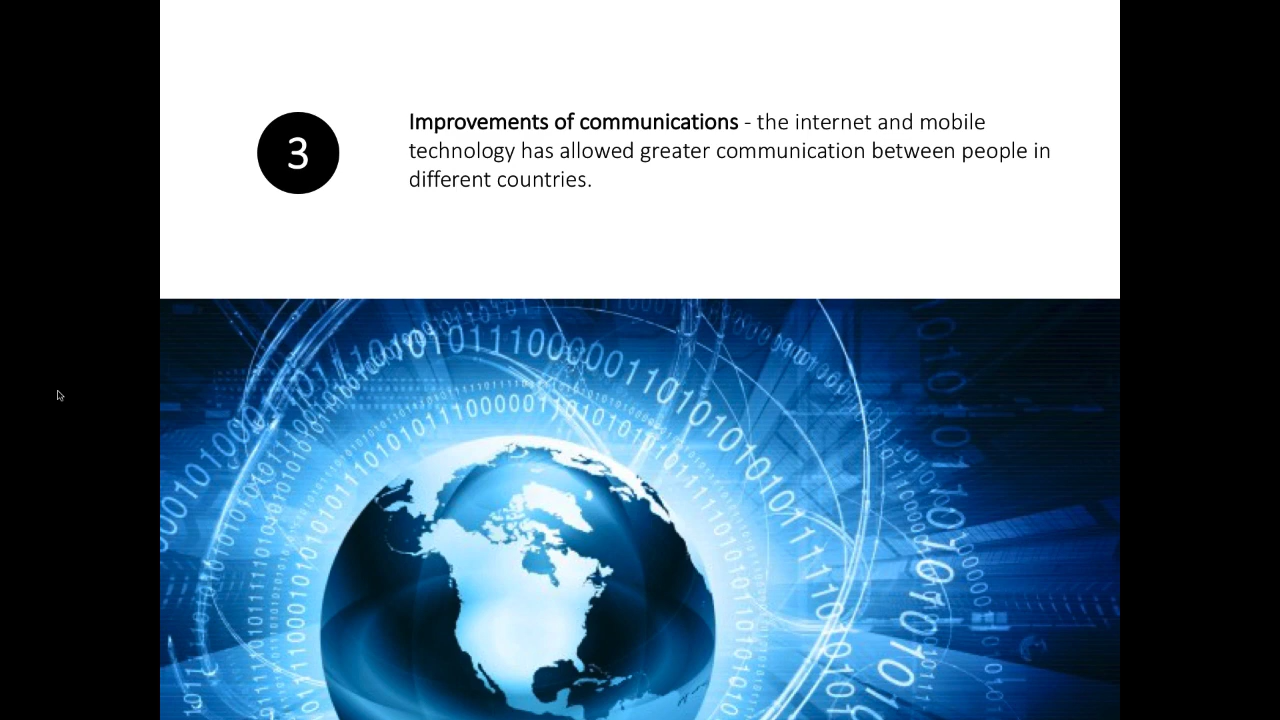 3
Improvements of communications - the internet and mobile
technology has allowed greater communication between people in
different countries.